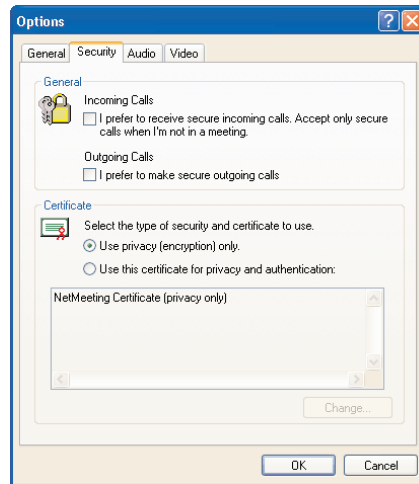 Options
General Security Audio Video
General
Incoming Calls
I prefer to receive secure incoming calls. Accept only secure
calls when I'm not in a meeting.
Outgoing Calls
I prefer to make secure outgoing calls
Certificate
Select the type of security and certificate to use.
Use privacy (encryption) only.
Use this certificate for privacy and authentication:
NetMeeting Certificate (privacy only)
Change...
OK Cancel